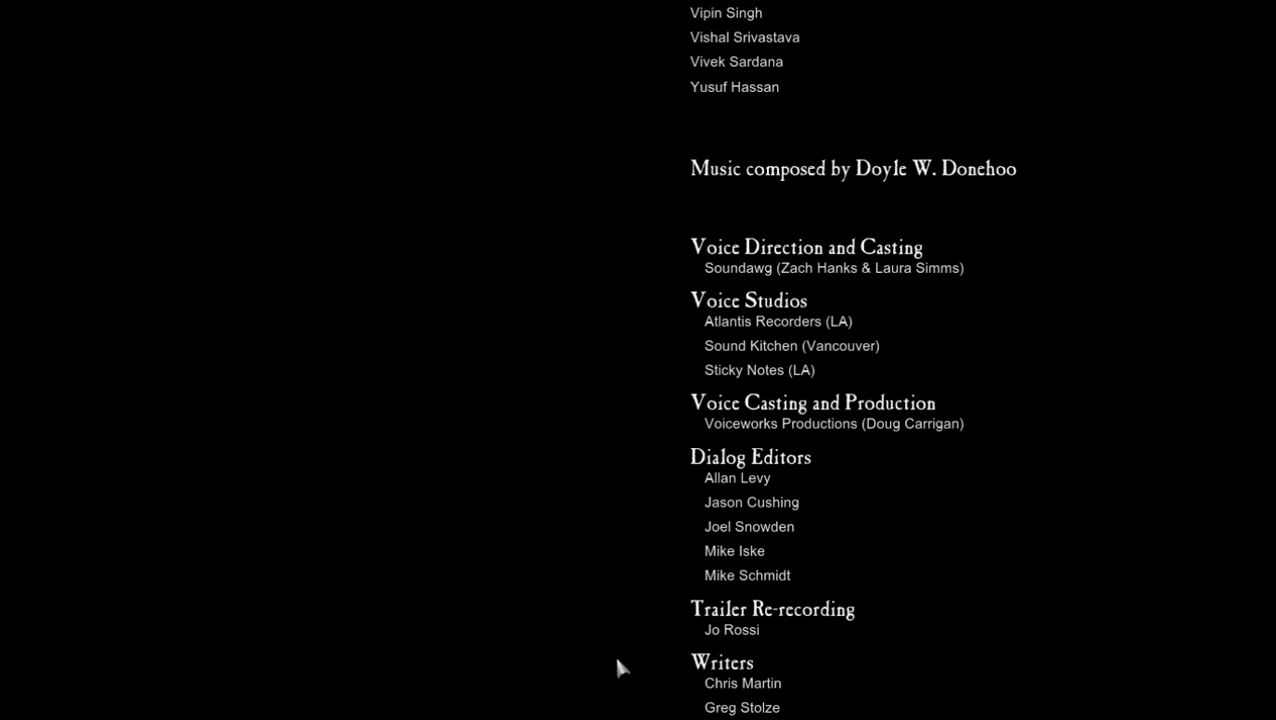 Vipin Singh
Vishal Srivastava
Vivek Sardana
Yusuf Hassan
Music composed by Doyle W. Donehoo
Voice Direction and Casting
Soundawg (Zach Hanks & Laura Simms)
Voice Studios
Atlantis Recorders (LA)
Sound Kitchen (Vancouver)
Sticky Notes (LA)
Voice Casting and Production
Voiceworks Productions (Doug Carrigan)
Dialog Editors
Allan Levy
Jason Cushing
Joel Snowden
Mike Iske
Mike Schmidt
Trailer Re-recording
Jo Rossi
Writers
Chris Martin
Greg Stolze